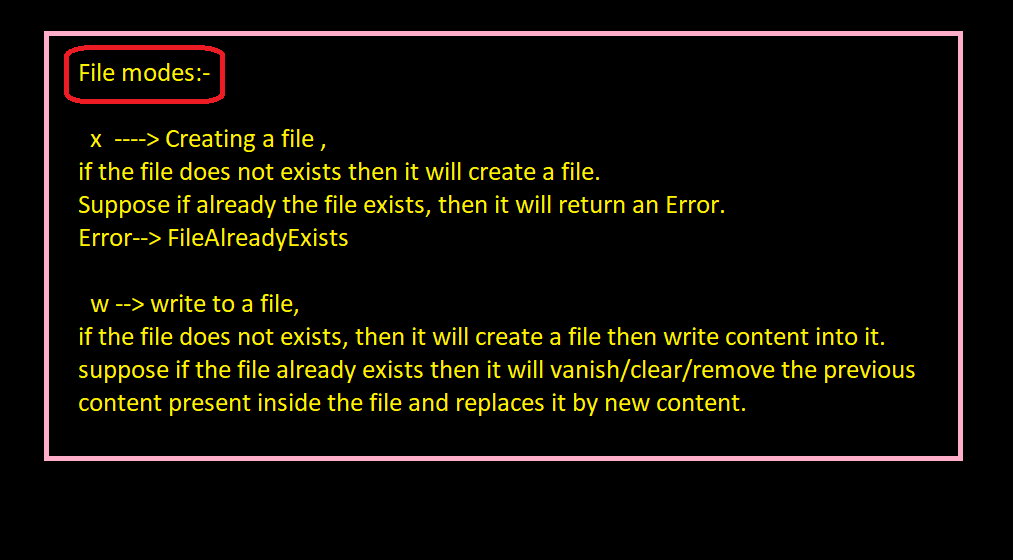 File modes:-
x ----> Creating a file ,
if the file does not exists then it will create a file.
Suppose if already the file exists, then it will return an Error.
Error--> FileAlreadyExists
w --> write to a file,
if the file does not exists, then it will create a file then write content into it.
suppose if the file already exists then it will vanish/clear/remove the previous
content present inside the file and replaces it by new content.